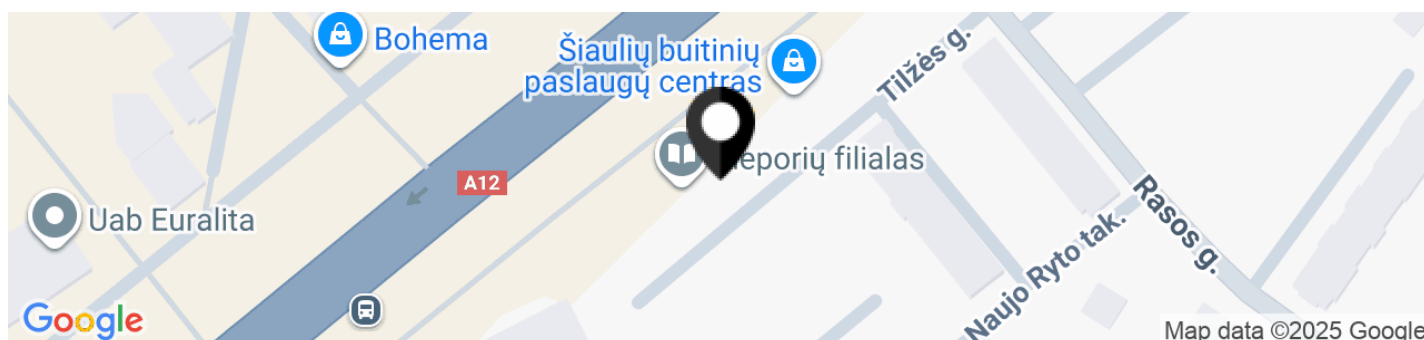 Bohema
Šiaulių buitinių
paslaugų centras
Tilžės g.
eporių filialas
A12
Uab Euralita
Rasos g.
Naujo Ryto tak.
Google
Map data ©2025 Google